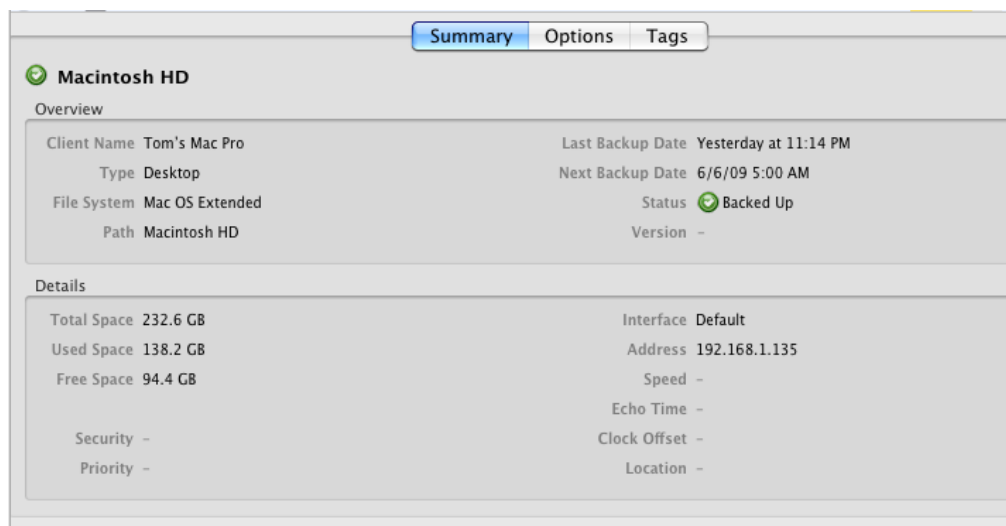 Summary Options Tags
Macintosh HD
Overview
Client Name Tom's Mac Pro Last Backup Date Yesterday at 11:14 PM
Type Desktop Next Backup Date 6/6/09 5:00 AM
File System Mac OS Extended Status Backed Up
Path Macintosh HD Version -
Details
Total Space 232.6 GB Interface Default
Used Space 138.2 GB Address 192.168.1.135
Free Space 94.4 GB Speed -
Echo Time -
Security - Clock Offset -
Priority - Location -